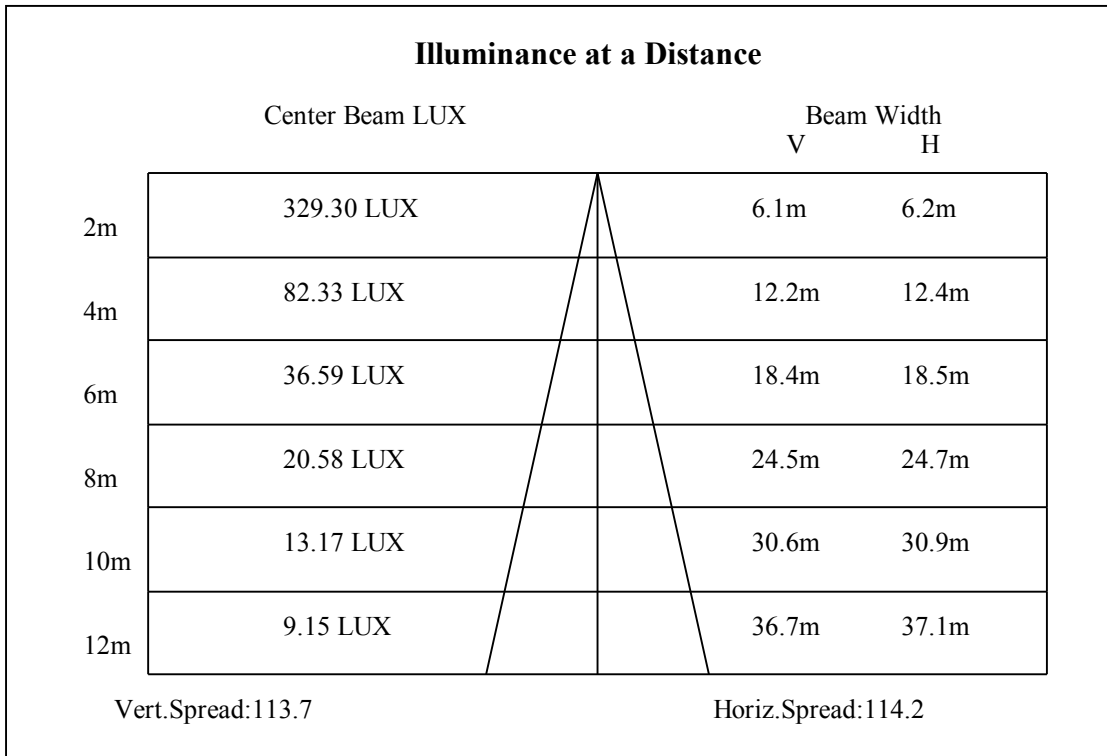 Illuminance at a Distance
Center Beam LUX Beam Width
V H
2m 329.30 LUX 6.1m 6.2m
4m 82.33 LUX 12.2m 12.4m
6m 36.59 LUX 18.4m 18.5m
8m 20.58 LUX 24.5m 24.7m
10m 13.17 LUX 30.6m 30.9m
12m 9.15 LUX 36.7m 37.1m
Vert.Spread:113.7 Horiz.Spread:114.2